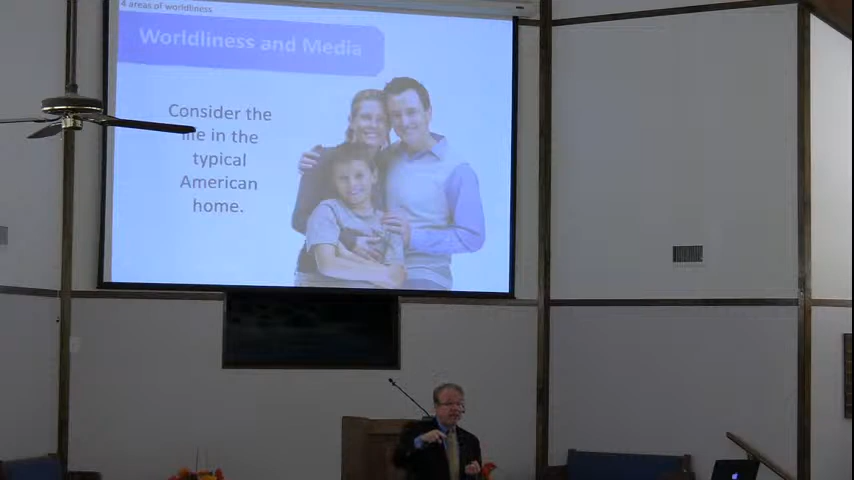 4 areas of worldliness
Worldliness and Media
Consider the
life in the
typical
American
home.